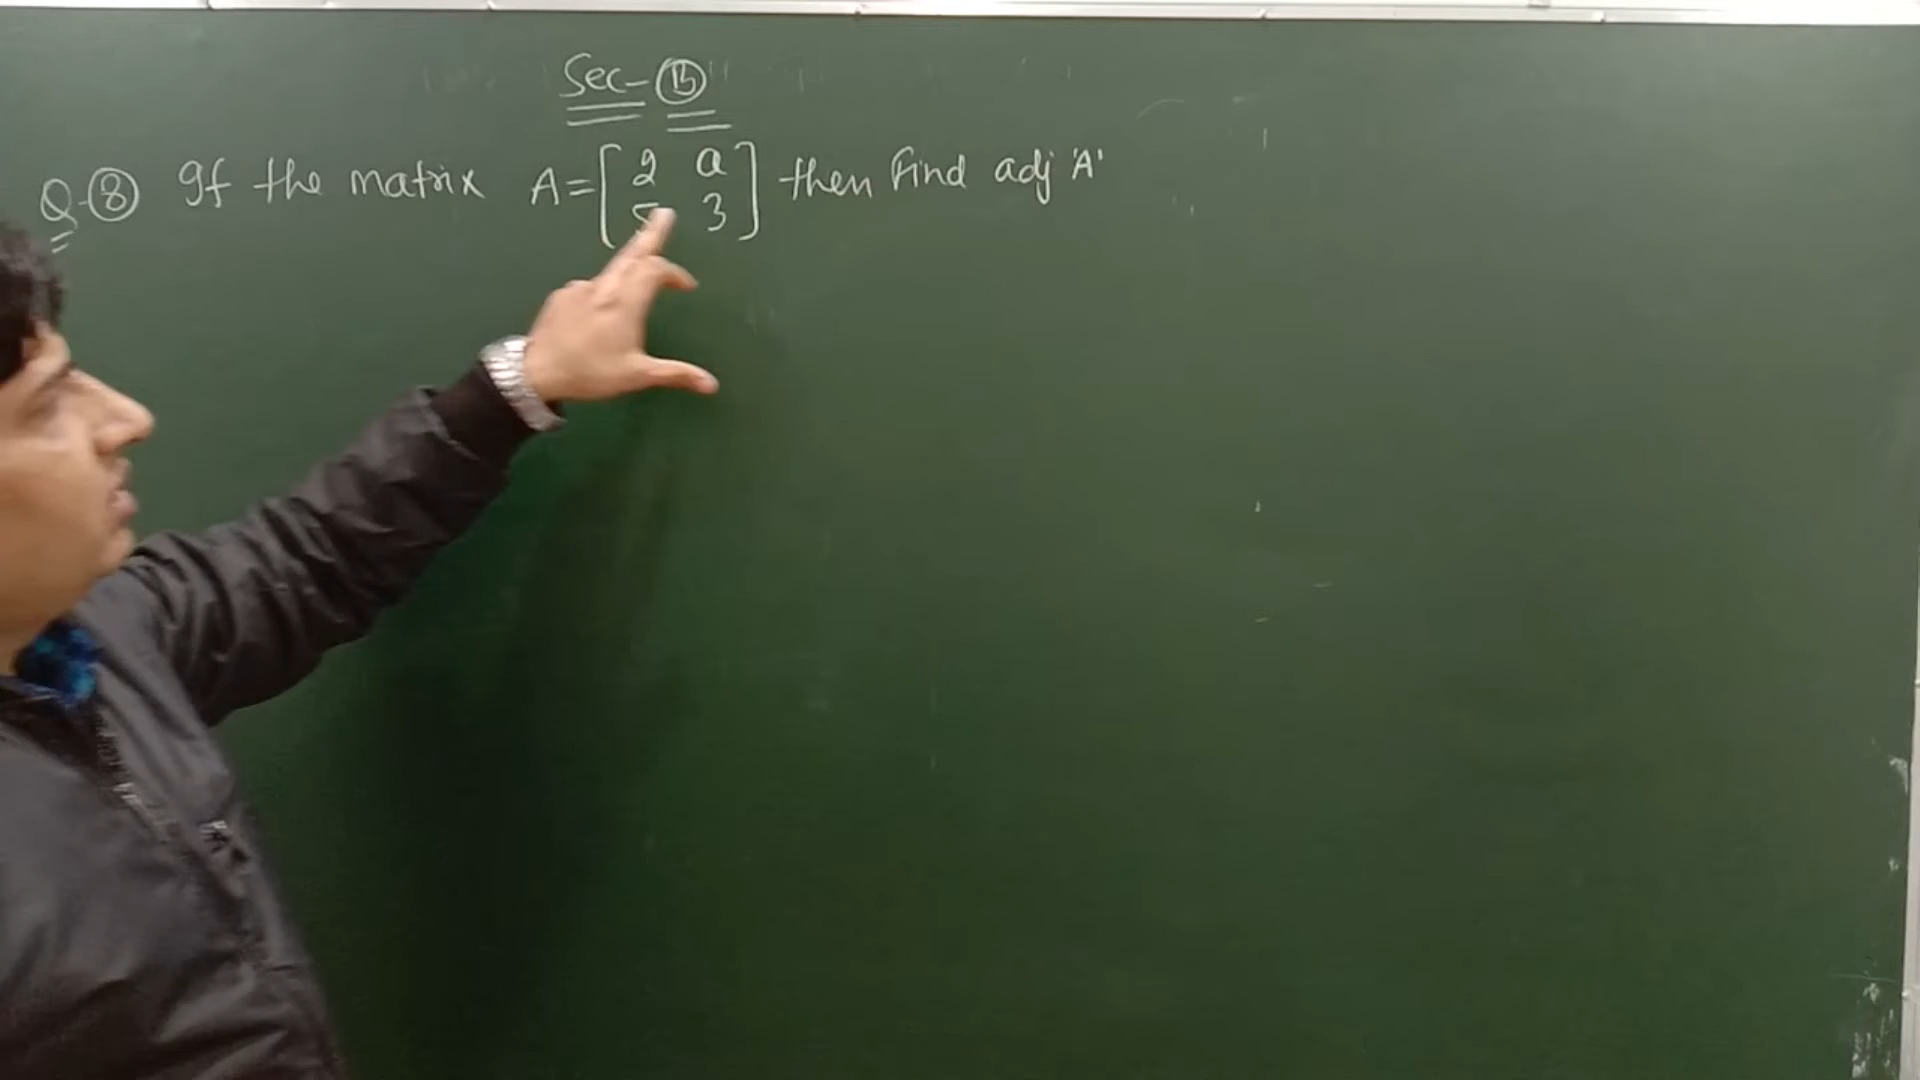 Sec-B
Q-8 If the matrix A=[2 a 5 3] then Find adj 'A'